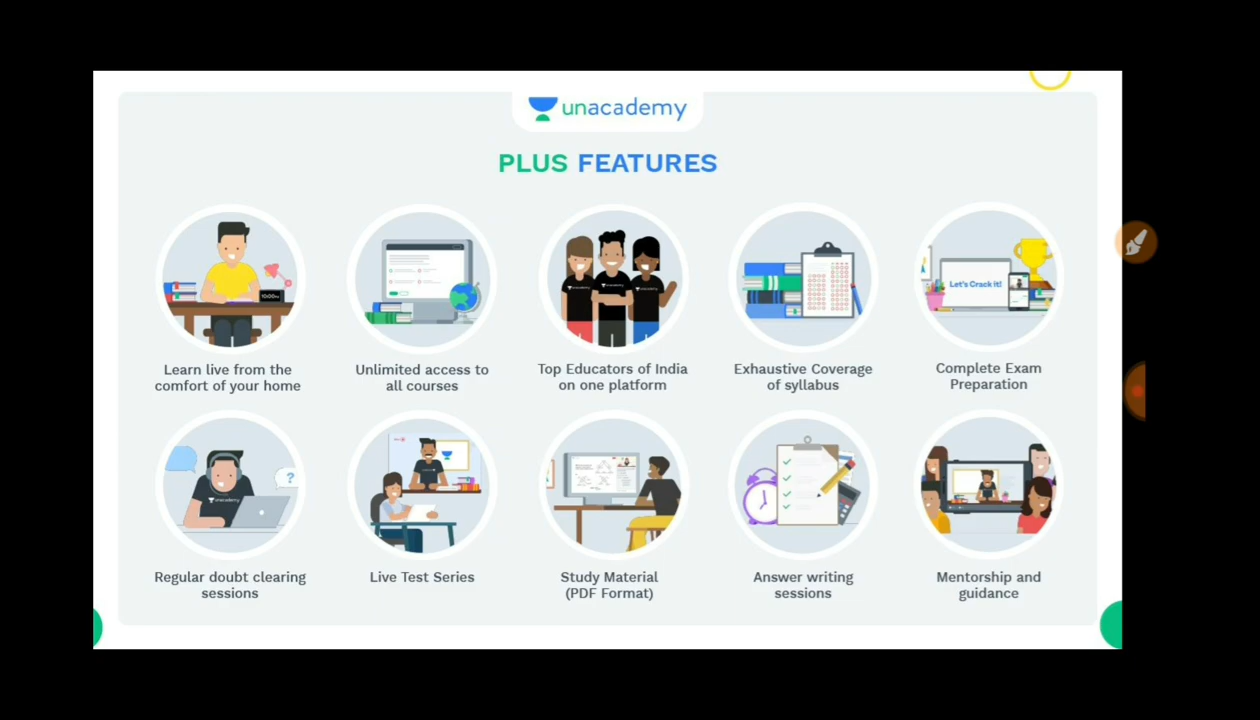 unacademy
PLUS FEATURES
Let's Crack It!
Learn live from the
comfort of your home
Unlimited access to
all courses
Top Educators of India
on one platform
Exhaustive Coverage
of syllabus
Complete Exam
Preparation
unacademy
?
Regular doubt clearing
sessions
Live Test Series
Study Material
(PDF Format)
Answer writing
sessions
Mentorship and
guidance